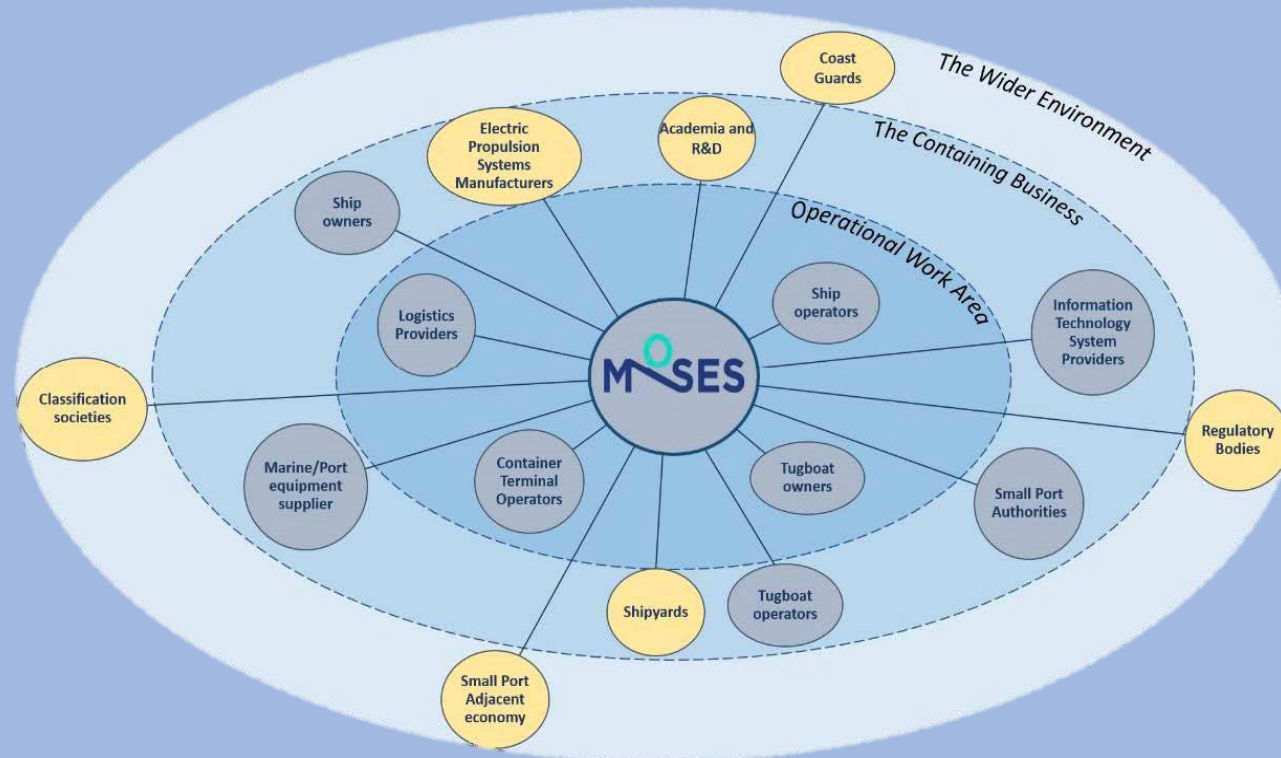 Coast
Guards
The Wider Environment
The Containing Business
Operational Work Area
Electric
Propulsion
Systems
Manufacturers
Academia and
R&D
Ship
owners
Logistics
Providers
Ship
operators
Information
Technology
System
Providers
MOSES
Classification
societies
Regulatory
Bodies
Marine/Port
equipment
supplier
Container
Terminal
Operators
Tugboat
owners
Small Port
Authorities
Shipyards
Tugboat
operators
Small Port
Adjacent
economy